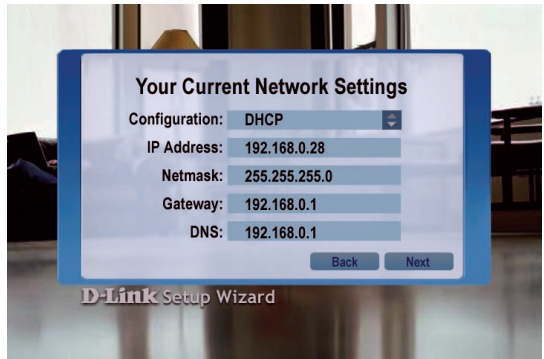 Your Current Network Settings
Configuration: DHCP
IP Address: 192.168.0.28
Netmask: 255.255.255.0
Gateway: 192.168.0.1
DNS: 192.168.0.1
Back Next
D-Link Setup Wizard